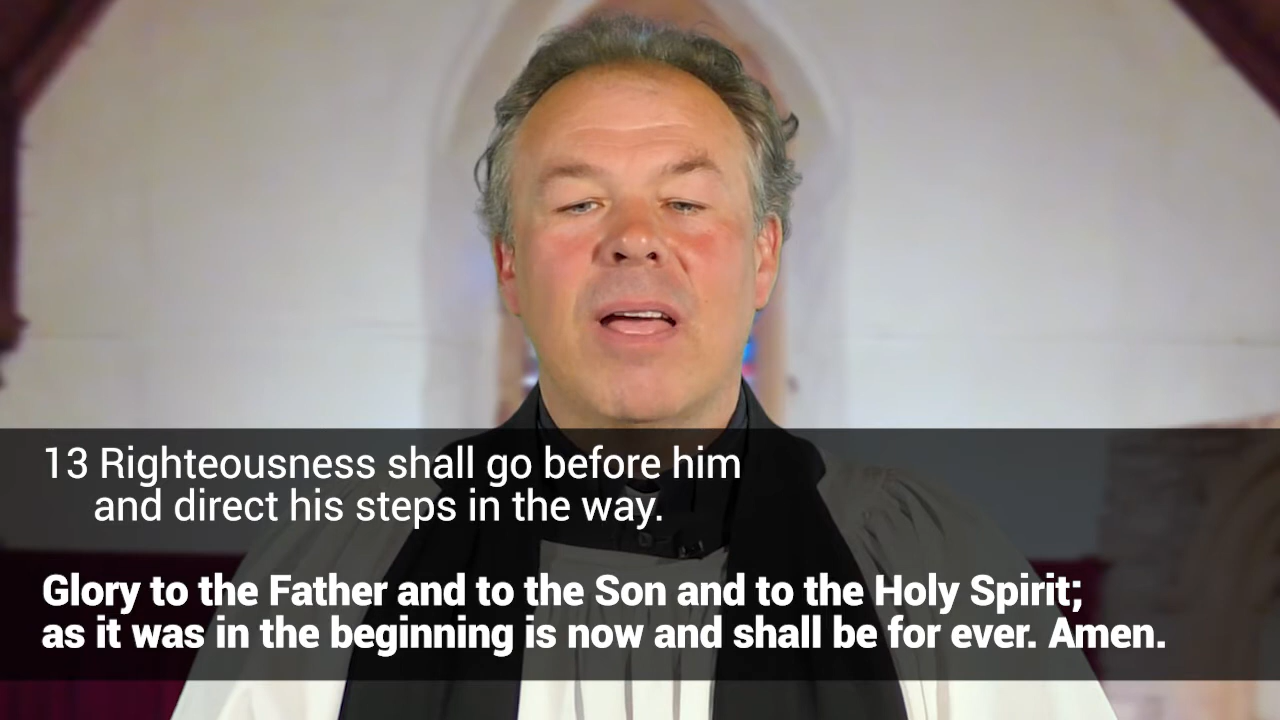 13 Righteousness shall go before him
and direct his steps in the way.
Glory to the Father and to the Son and to the Holy Spirit;
as it was in the beginning is now and shall be for ever. Amen.